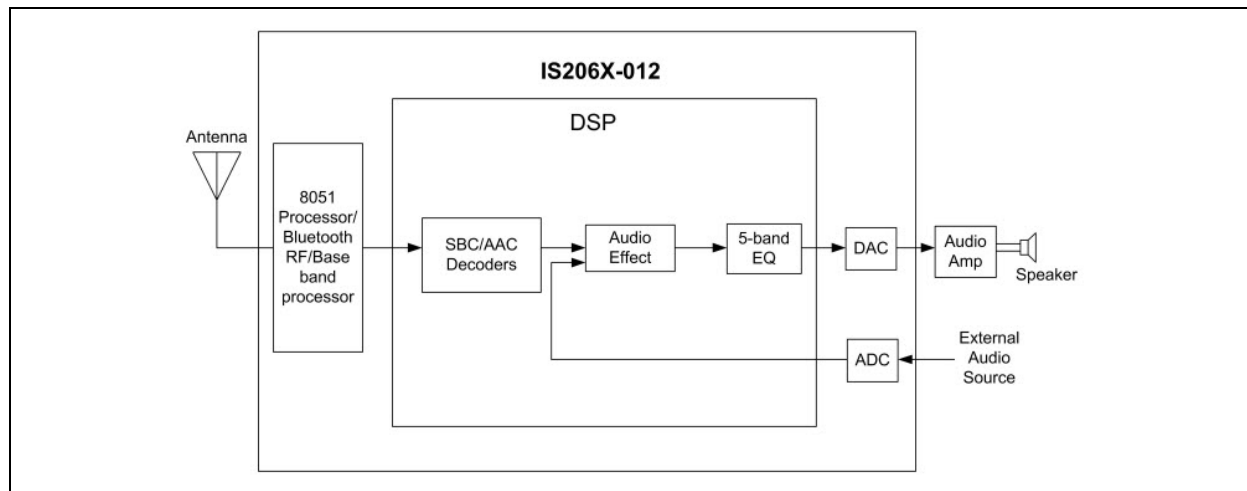 IS206X-012
DSP
Antenna
8051
Processor/
Bluetooth
RF/Base
band
processor
SBC/AAC
Decoders
Audio
Effect
5-band
EQ
DAC
Audio
Amp
Speaker
ADC
External
Audio
Source